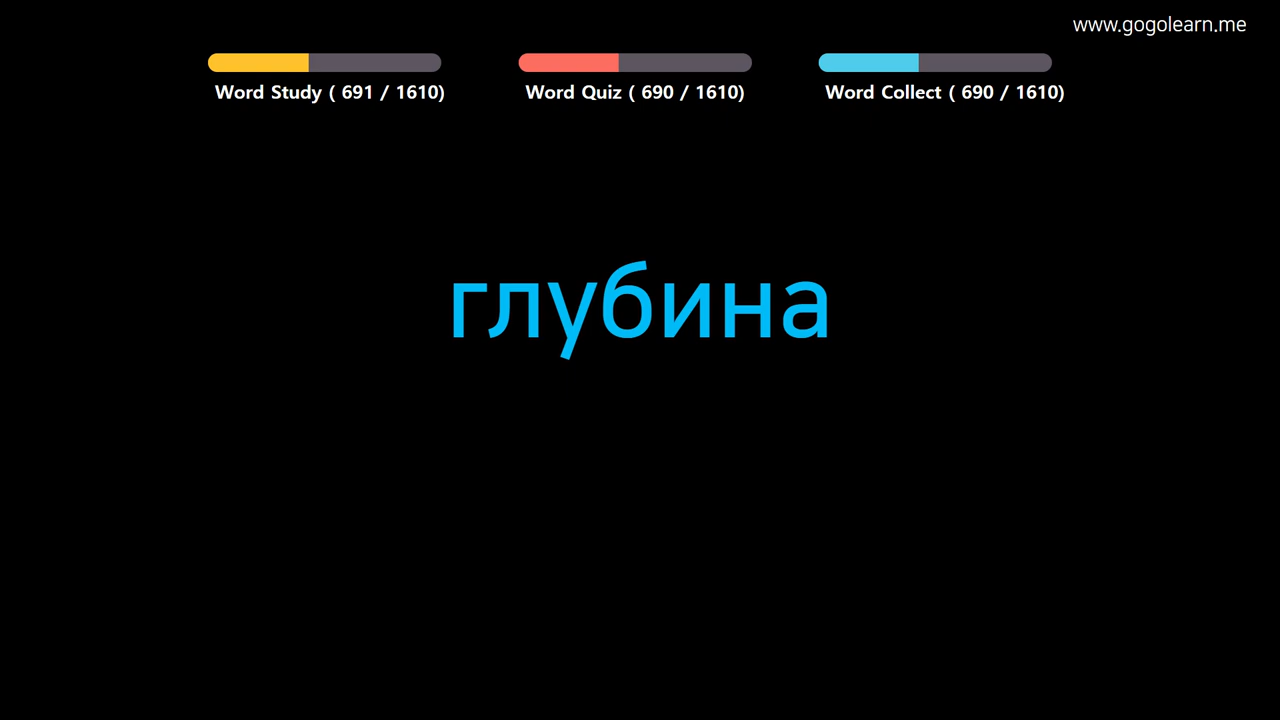 www.gogolearn.me
Word Study ( 691 / 1610)
Word Quiz ( 690 / 1610)
Word Collect ( 690 / 1610)
глубина